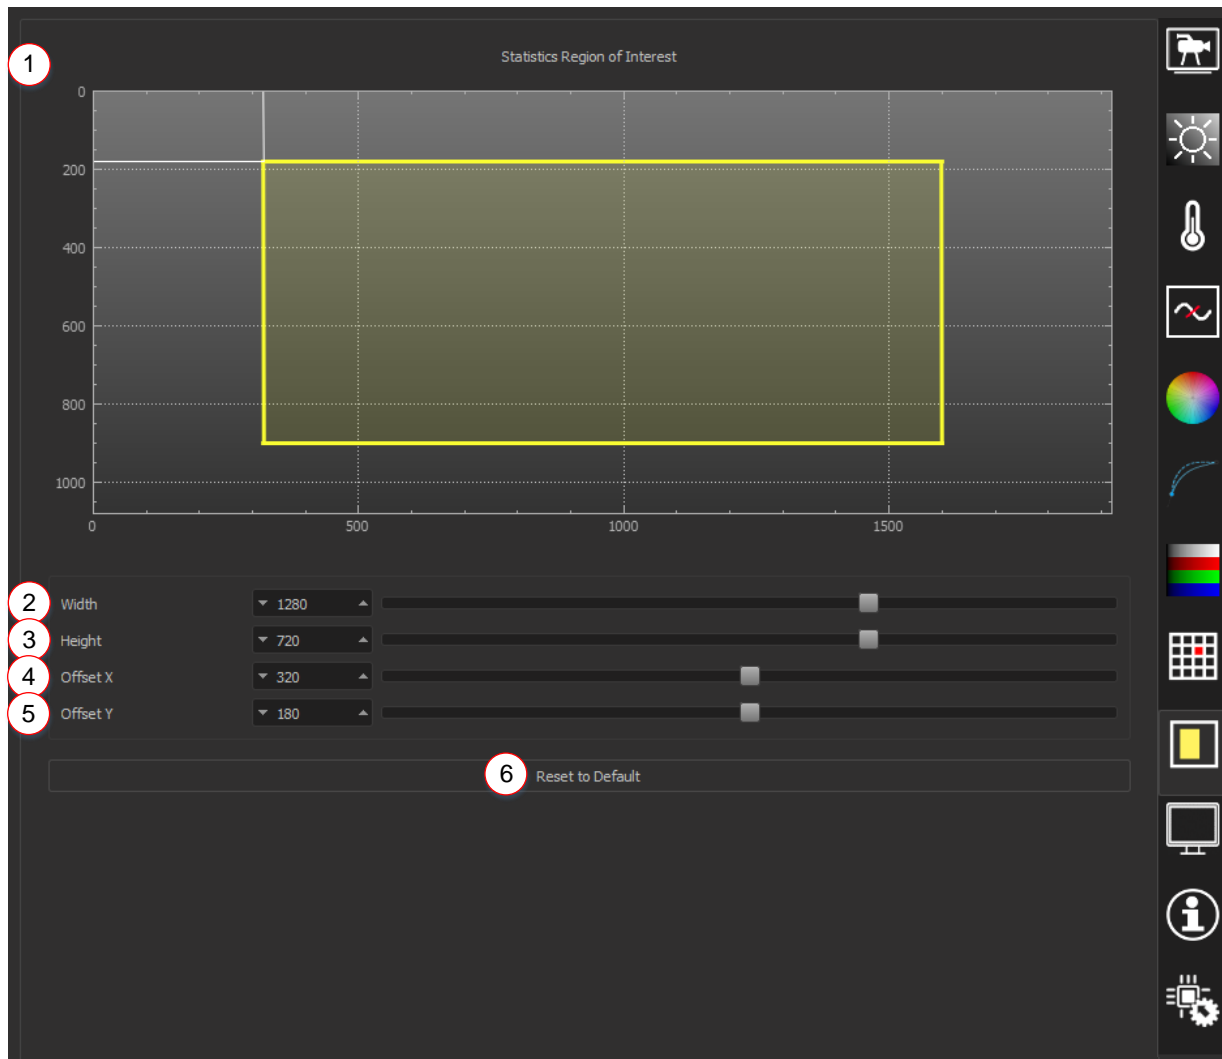 Statistics Region of Interest
1
0
200
400
600
800
1000
0 500 1000 1500
2 Width 1280
3 Height 720
4 Offset X 320
5 Offset Y 180
6 Reset to Default